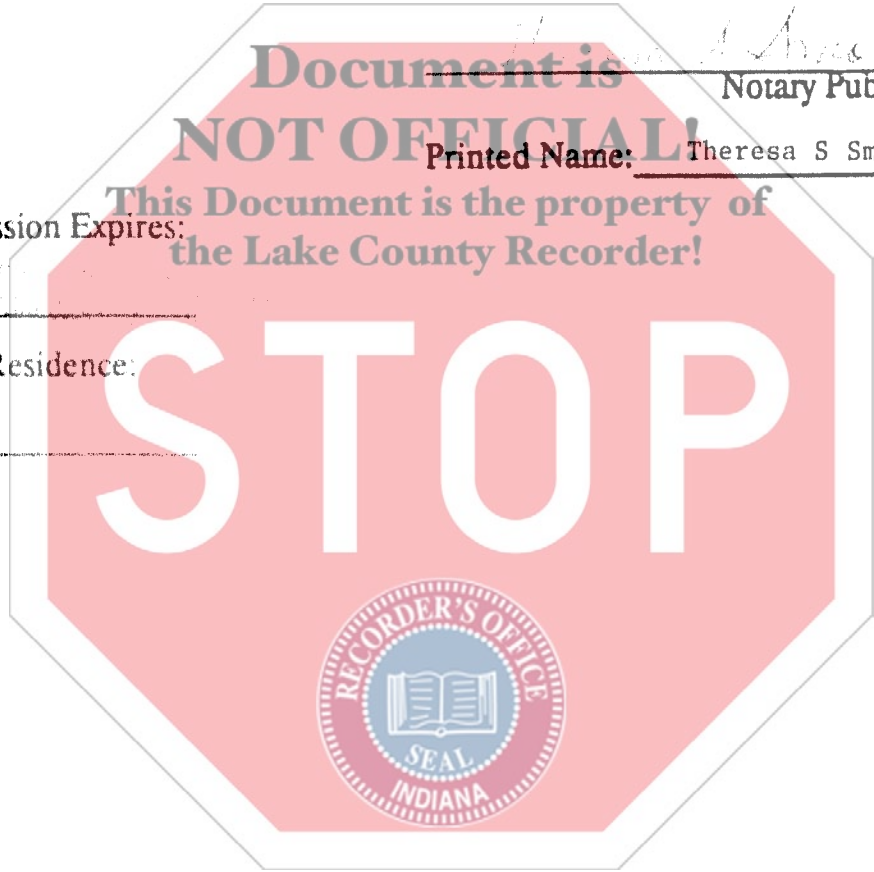 Document is
Notary Pub
NOT OFFICIAL!
Printed Name: Theresa S Sm
This Document is the property of
ssion Expires:
the Lake County Recorder!
Residence:
STOP
RECORDER'S OFFICE
SEAL
INDIANA